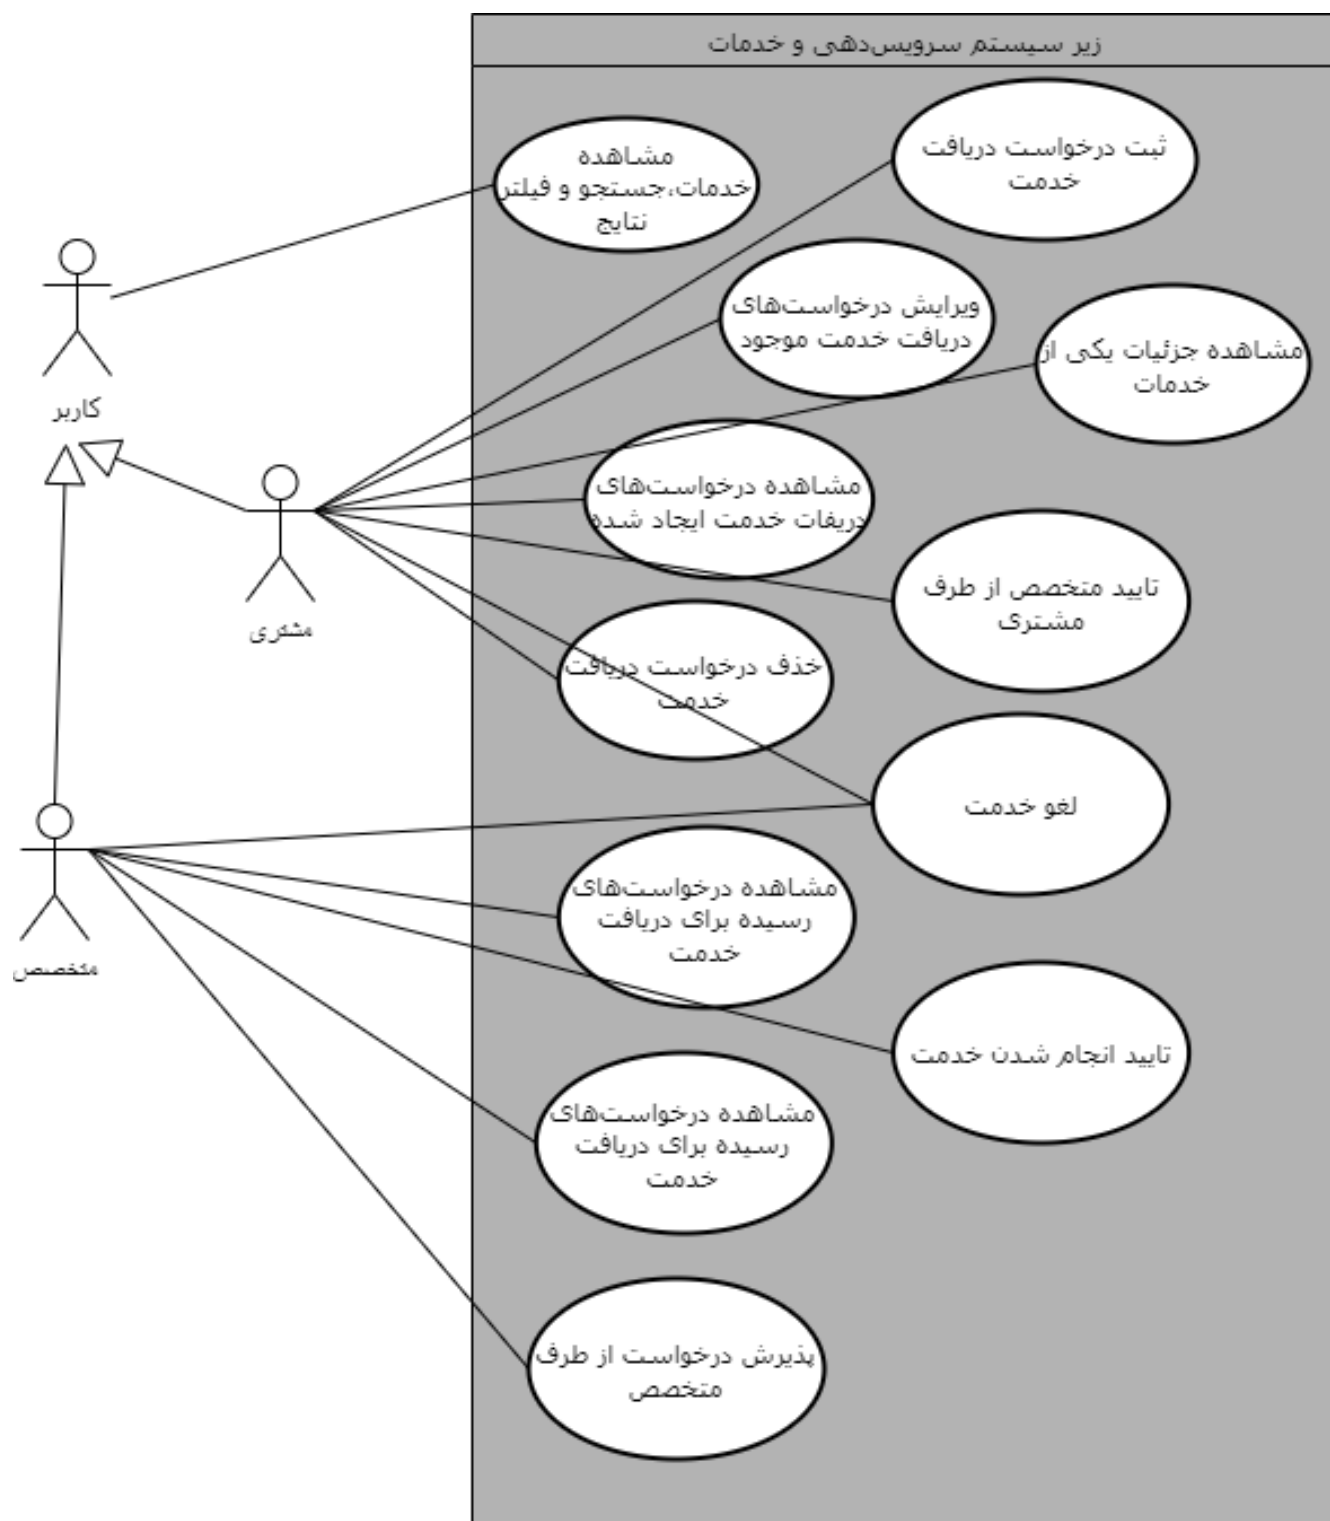 زیر سیستم سرویس‌دهی و خدمات
ثبت درخواست دریافت
خدمت
مشاهده
خدمات،جستجو و فیلتر
نتایج
ویرایش درخواست‌های
دریافت خدمت موجود
مشاهده جزئیات یکی از
خدمات
کاربر
مشاهده درخواست‌های
دریفات خدمت ایجاد شده
تایید متخصص از طرف
مشتری
مشتری
خذف درخواست دریافت
خدمت
لغو خدمت
مشاهده درخواست‌های
رسیده برای دریافت
خدمت
متخصص
تایید انجام شدن خدمت
مشاهده درخواست‌های
رسیده برای دریافت
خدمت
پذیرش درخواست از طرف
متخصص